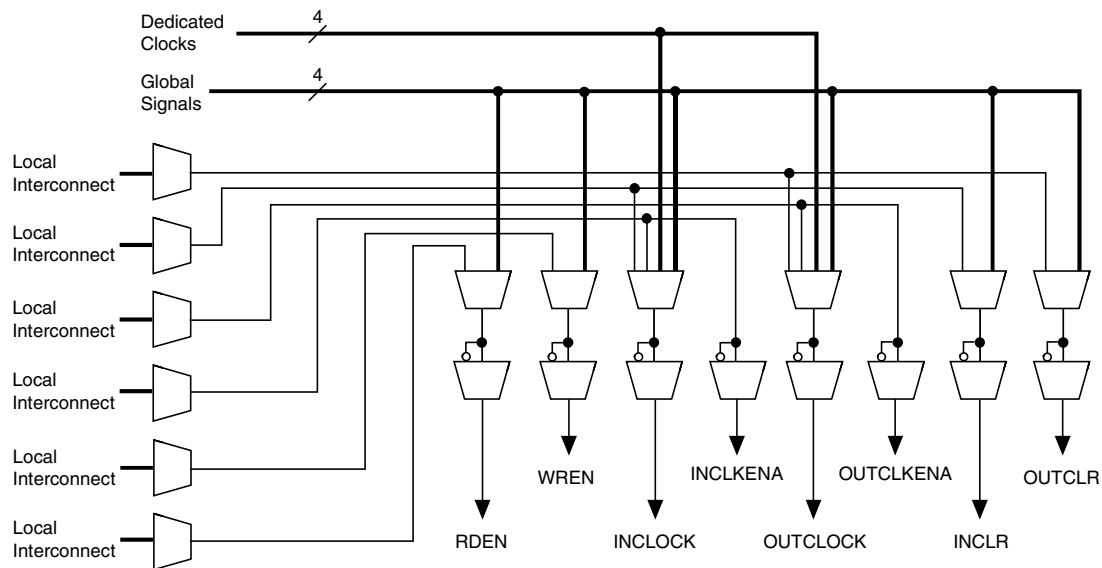 4
Dedicated
Clocks
4
Global
Signals
Local
Interconnect
Local
Interconnect
Local
Interconnect
Local
Interconnect
Local
Interconnect
Local
Interconnect
WREN
INCLKENA
OUTCLKENA
OUTCLR
RDEN
INCLOCK
OUTCLOCK
INCLR